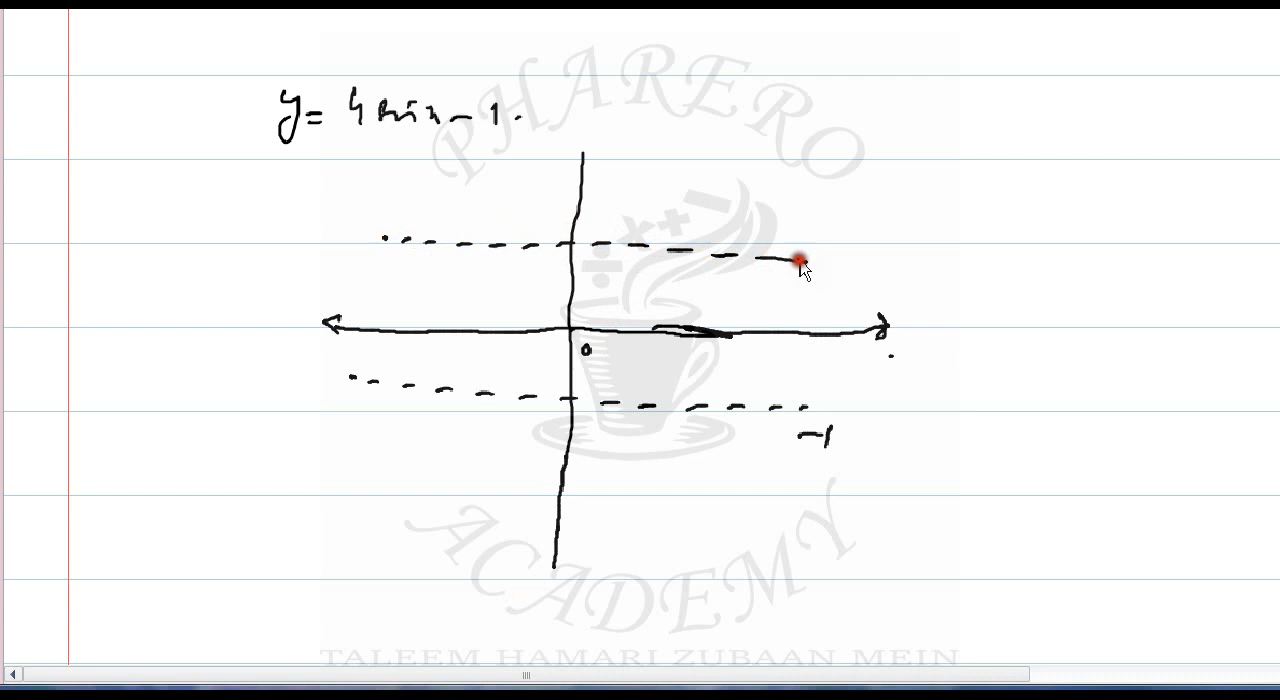 y = 4 sin x - 1.
PHARERO
0
-1
ACADEMY
TALEEM HAMARI ZUBAAN MEIN